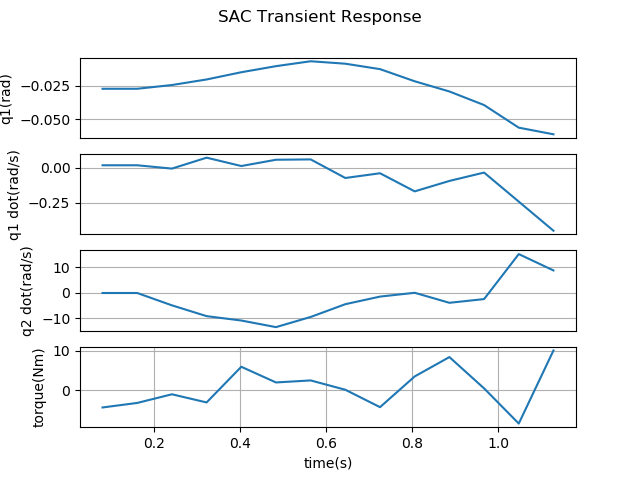 SAC Transient Response
q1(rad)
−0.025
−0.050
q1 dot(rad/s)
0.00
−0.25
q2 dot(rad/s)
10
0
−10
torque(Nm)
10
0
0.2 0.4 0.6 0.8 1.0
time(s)